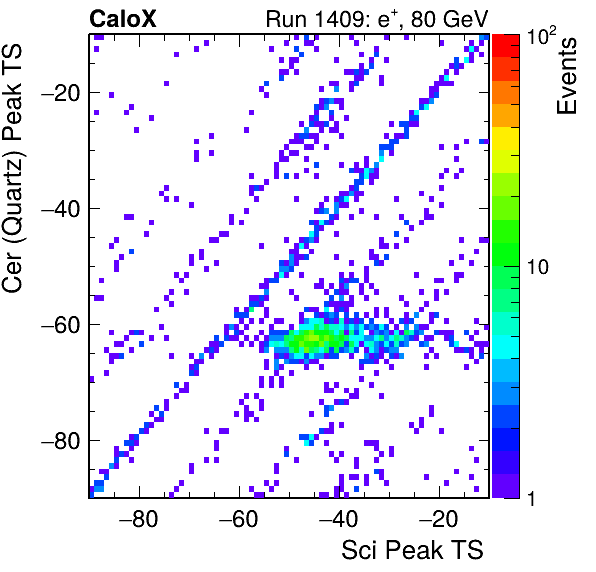 CaloX Run 1409: e⁺, 80 GeV
Cer (Quartz) Peak TS
−20
−40
−60
−80
−80 −60 −40 −20
Sci Peak TS
10²
10
1
Events